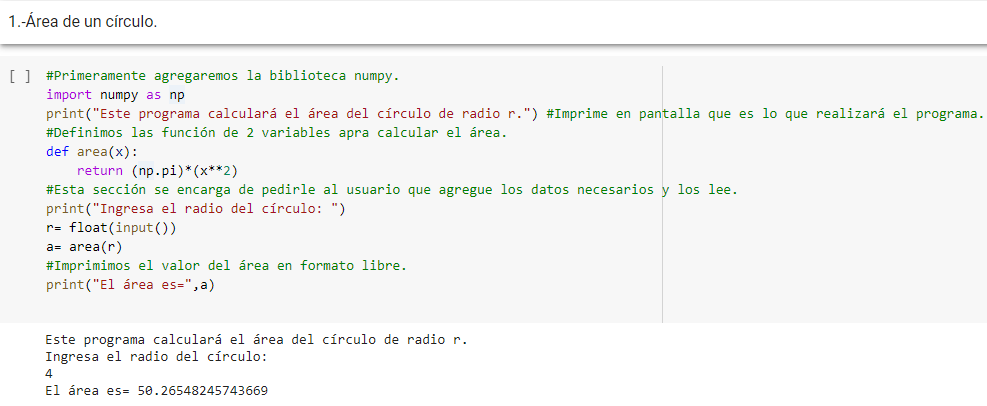 1.-Área de un círculo.
[ ] #Primeramente agregaremos la biblioteca numpy.
import numpy as np
print("Este programa calculará el área del círculo de radio r.") #Imprime en pantalla que es lo que realizará el programa.
#Definimos las función de 2 variables apra calcular el área.
def area(x):
    return (np.pi)*(x**2)
#Esta sección se encarga de pedirle al usuario que agregue los datos necesarios y los lee.
print("Ingresa el radio del círculo: ")
r= float(input())
a= area(r)
#Imprimimos el valor del área en formato libre.
print("El área es=",a)
Este programa calculará el área del círculo de radio r.
Ingresa el radio del círculo:
4
El área es= 50.26548245743669